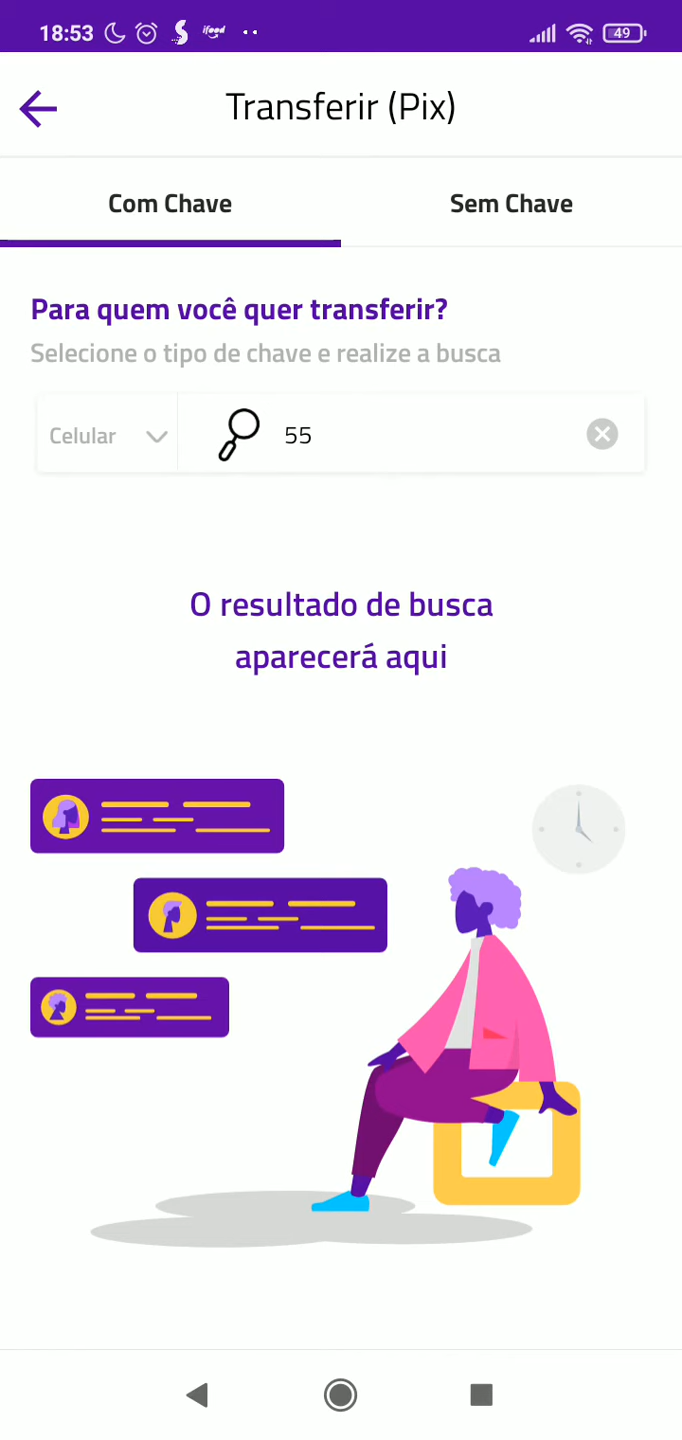 18:53
ifood
49
Transferir (Pix)
Com Chave
Sem Chave
Para quem você quer transferir?
Selecione o tipo de chave e realize a busca
Celular
55
O resultado de busca
aparecerá aqui